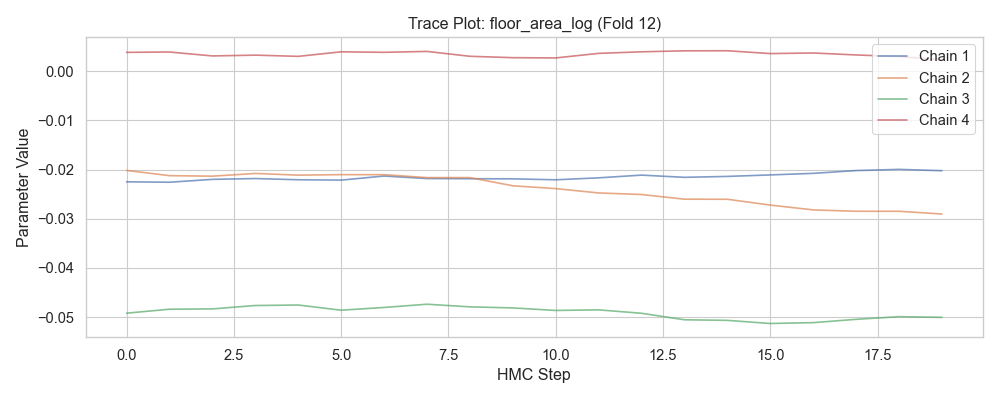 Trace Plot: floor_area_log (Fold 12)
Chain 1
Chain 2
Chain 3
Chain 4
Parameter Value
0.00
−0.01
−0.02
−0.03
−0.04
−0.05
0.0 2.5 5.0 7.5 10.0 12.5 15.0 17.5
HMC Step